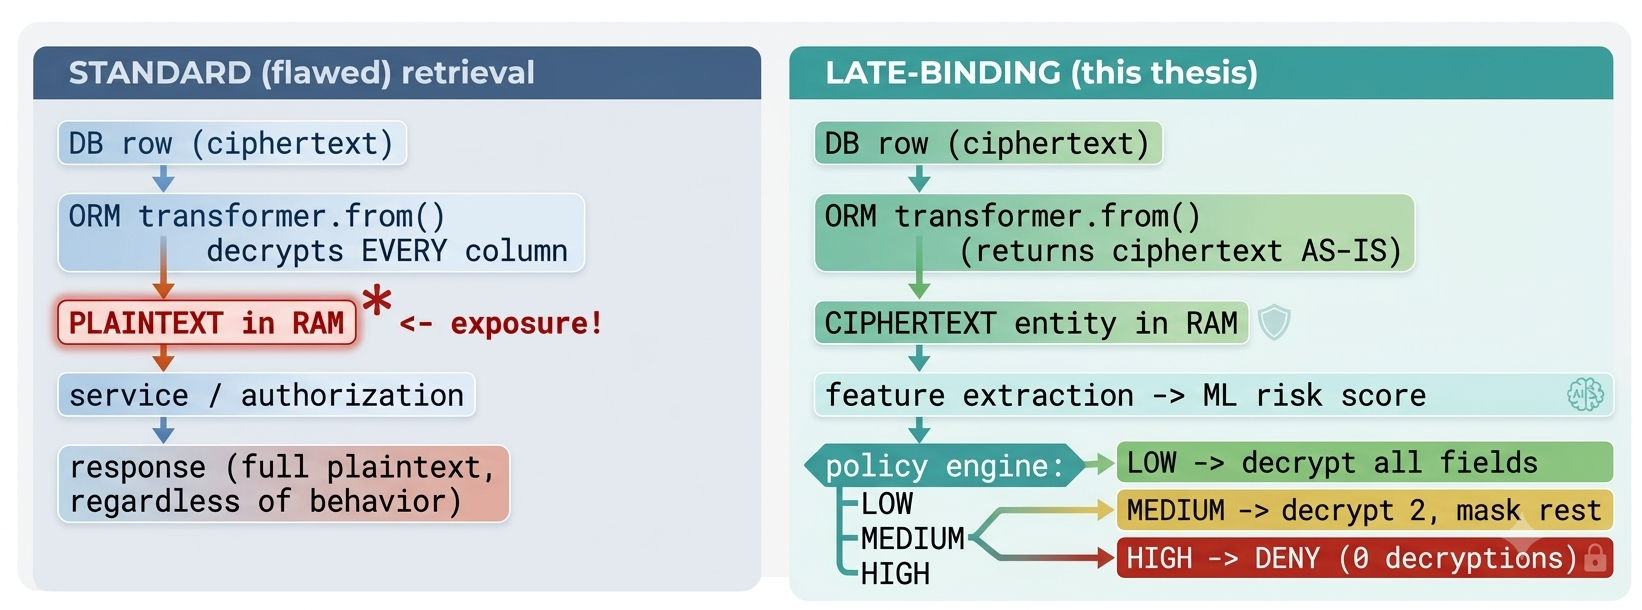 STANDARD (flawed) retrieval
DB row (ciphertext)
ORM transformer.from()
decrypts EVERY column
PLAINTEXT in RAM * <- exposure!
service / authorization
response (full plaintext,
regardless of behavior)
LATE-BINDING (this thesis)
DB row (ciphertext)
ORM transformer.from()
(returns ciphertext AS-IS)
CIPHERTEXT entity in RAM
feature extraction -> ML risk score
AI
policy engine:
LOW
MEDIUM
HIGH
LOW -> decrypt all fields
MEDIUM -> decrypt 2, mask rest
HIGH -> DENY (0 decryptions)